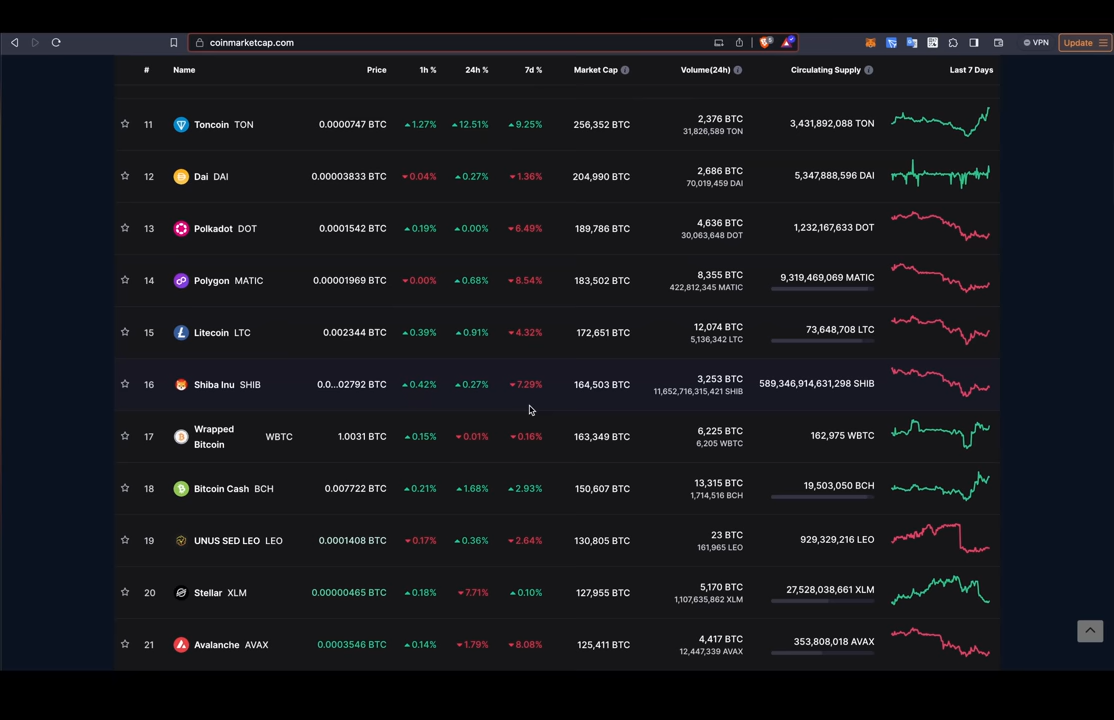 coinmarketcap.com
VPN
Update
# Name Price 1h % 24h % 7d % Market Cap Volume(24h) Circulating Supply Last 7 Days
11 Toncoin TON 0.0000747 BTC 1.27% 12.51% 9.25% 256,352 BTC 2,376 BTC 3,431,892,088 TON
31,826,589 TON
12 Dai DAI 0.00003833 BTC 0.04% 0.27% 1.36% 204,990 BTC 2,686 BTC 5,347,888,596 DAI
70,019,459 DAI
13 Polkadot DOT 0.0001542 BTC 0.19% 0.00% 6.49% 189,786 BTC 4,636 BTC 1,232,167,633 DOT
30,063,648 DOT
14 Polygon MATIC 0.00001969 BTC 0.00% 0.68% 8.54% 183,502 BTC 8,355 BTC 9,319,469,069 MATIC
422,812,345 MATIC
15 Litecoin LTC 0.002344 BTC 0.39% 0.91% 4.32% 172,651 BTC 12,074 BTC 73,648,708 LTC
5,136,342 LTC
16 Shiba Inu SHIB 0.0...02792 BTC 0.42% 0.27% 7.29% 164,503 BTC 3,253 BTC 589,346,914,631,298 SHIB
11,652,716,315,421 SHIB
17 Wrapped Bitcoin WBTC 1.0031 BTC 0.15% 0.01% 0.16% 163,349 BTC 6,225 BTC 162,975 WBTC
6,205 WBTC
18 Bitcoin Cash BCH 0.007722 BTC 0.21% 1.68% 2.93% 150,607 BTC 13,315 BTC 19,503,050 BCH
1,714,516 BCH
19 UNUS SED LEO LEO 0.0001408 BTC 0.17% 0.36% 2.64% 130,805 BTC 23 BTC 929,329,216 LEO
161,965 LEO
20 Stellar XLM 0.00000465 BTC 0.18% 7.71% 0.10% 127,955 BTC 5,170 BTC 27,528,038,661 XLM
1,107,635,862 XLM
21 Avalanche AVAX 0.0003546 BTC 0.14% 1.79% 8.08% 125,411 BTC 4,417 BTC 353,808,018 AVAX
12,447,339 AVAX